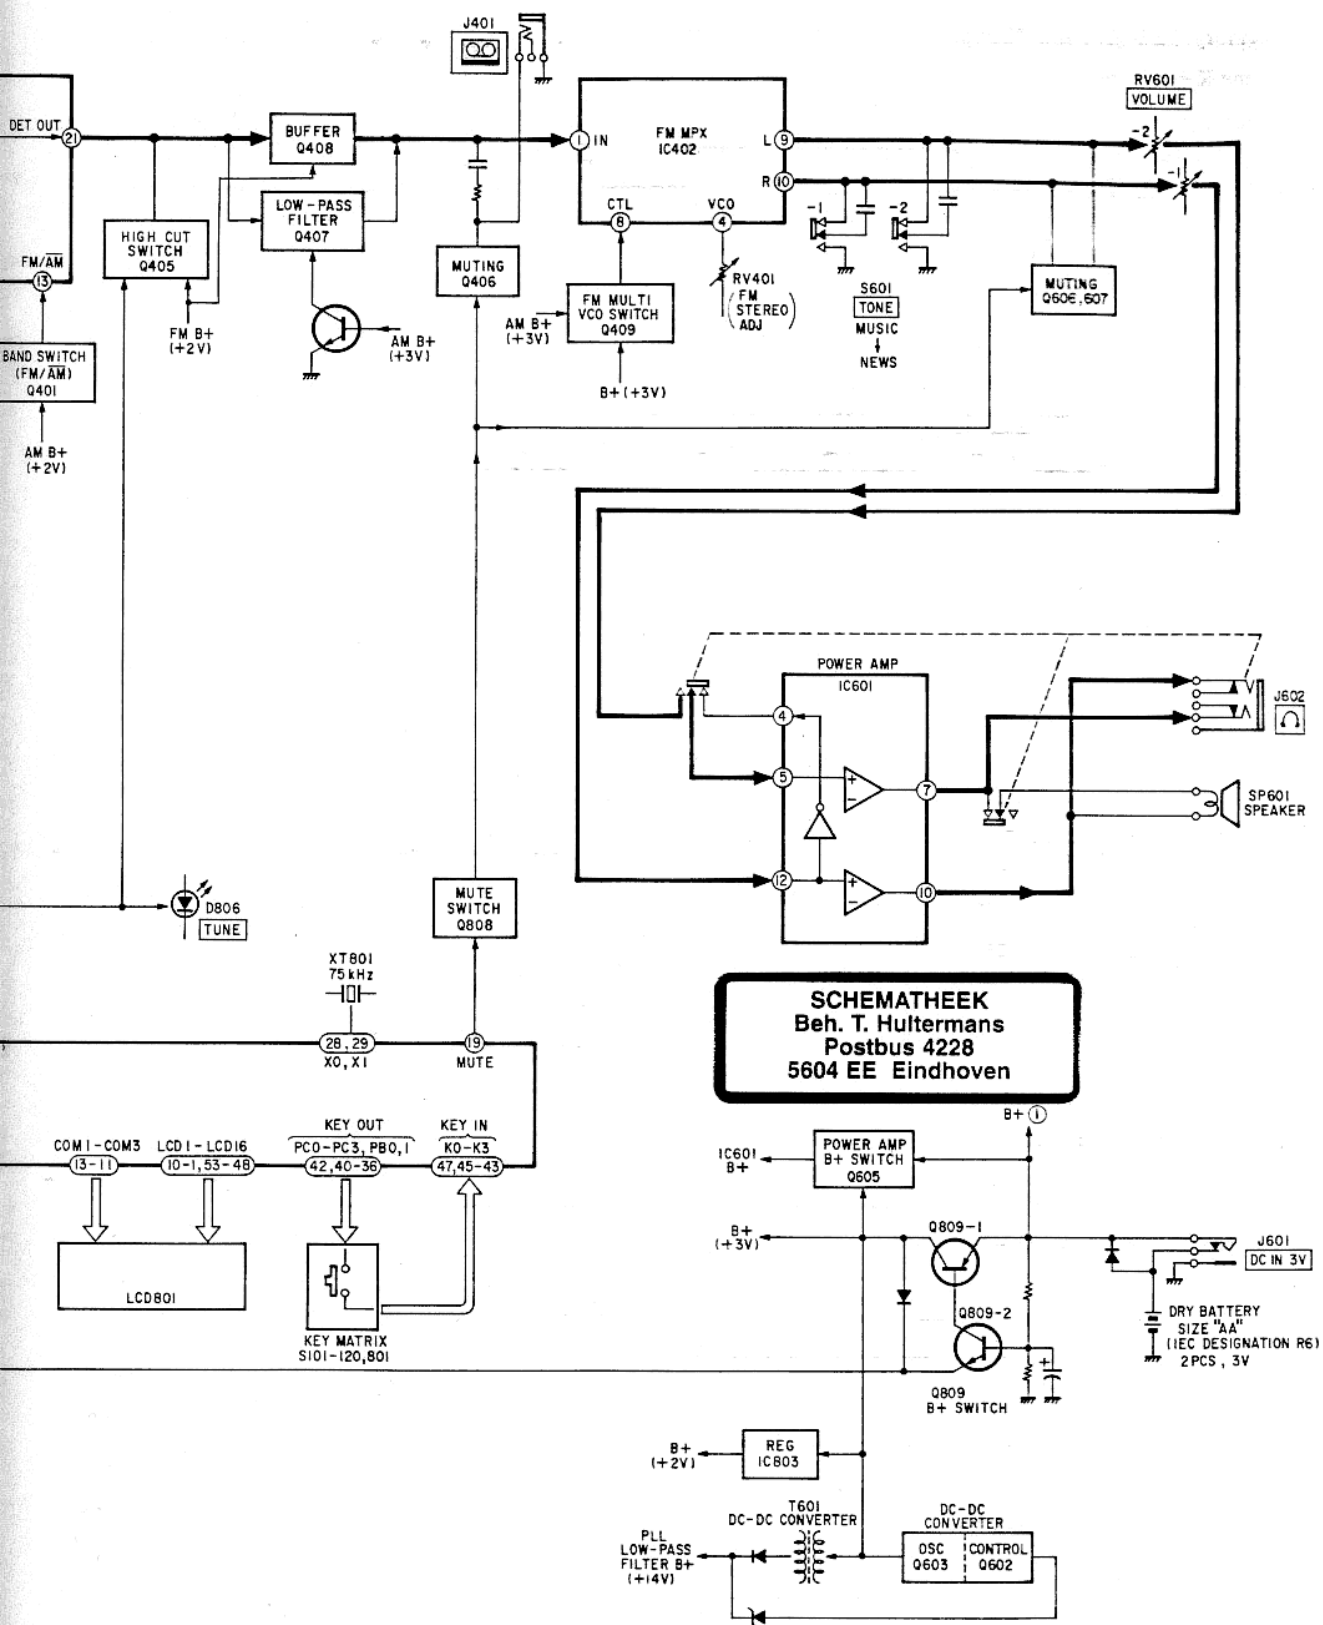 J401
DET OUT
21
BUFFER
Q408
LOW-PASS
FILTER
Q407
HIGH CUT
SWITCH
Q405
FM/AM
13
FM B+
(+2V)
BAND SWITCH
(FM/AM)
Q401
AM B+
(+2V)
AM B+
(+3V)
MUTING
Q406
1 IN
FM MPX
IC402
L 9
R 10
CTL
8
VCO
4
FM MULTI
VCO SWITCH
Q409
AM B+
(+3V)
B+(+3V)
RV401
(FM
STEREO
ADJ)
-1
-2
S601
TONE
MUSIC
NEWS
RV601
VOLUME
-2
-1
MUTING
Q606,607
POWER AMP
IC601
4
5
+
-
7
12
+
-
10
J602
SP601
SPEAKER
D806
TUNE
MUTE
SWITCH
Q808
XT801
75kHz
28,29
X0,X1
19
MUTE
SCHEMATHEEK
Beh. T. Hultermans
Postbus 4228
5604 EE Eindhoven
COM1-COM3
13-11
LCD1-LCD16
10-1,53-48
KEY OUT
PC0-PC3, PB0,1
42,40-36
KEY IN
K0-K3
47,45-43
LCD801
KEY MATRIX
S101-120,801
B+ 1
IC601
B+
POWER AMP
B+ SWITCH
Q605
B+
(+3V)
Q809-1
Q809-2
Q809
B+ SWITCH
+
J601
DC IN 3V
DRY BATTERY
SIZE "AA"
(IEC DESIGNATION R6)
2PCS, 3V
B+
(+2V)
REG
IC803
T601
DC-DC CONVERTER
DC-DC
CONVERTER
OSC
Q603
CONTROL
Q602
PLL
LOW-PASS
FILTER B+
(+14V)